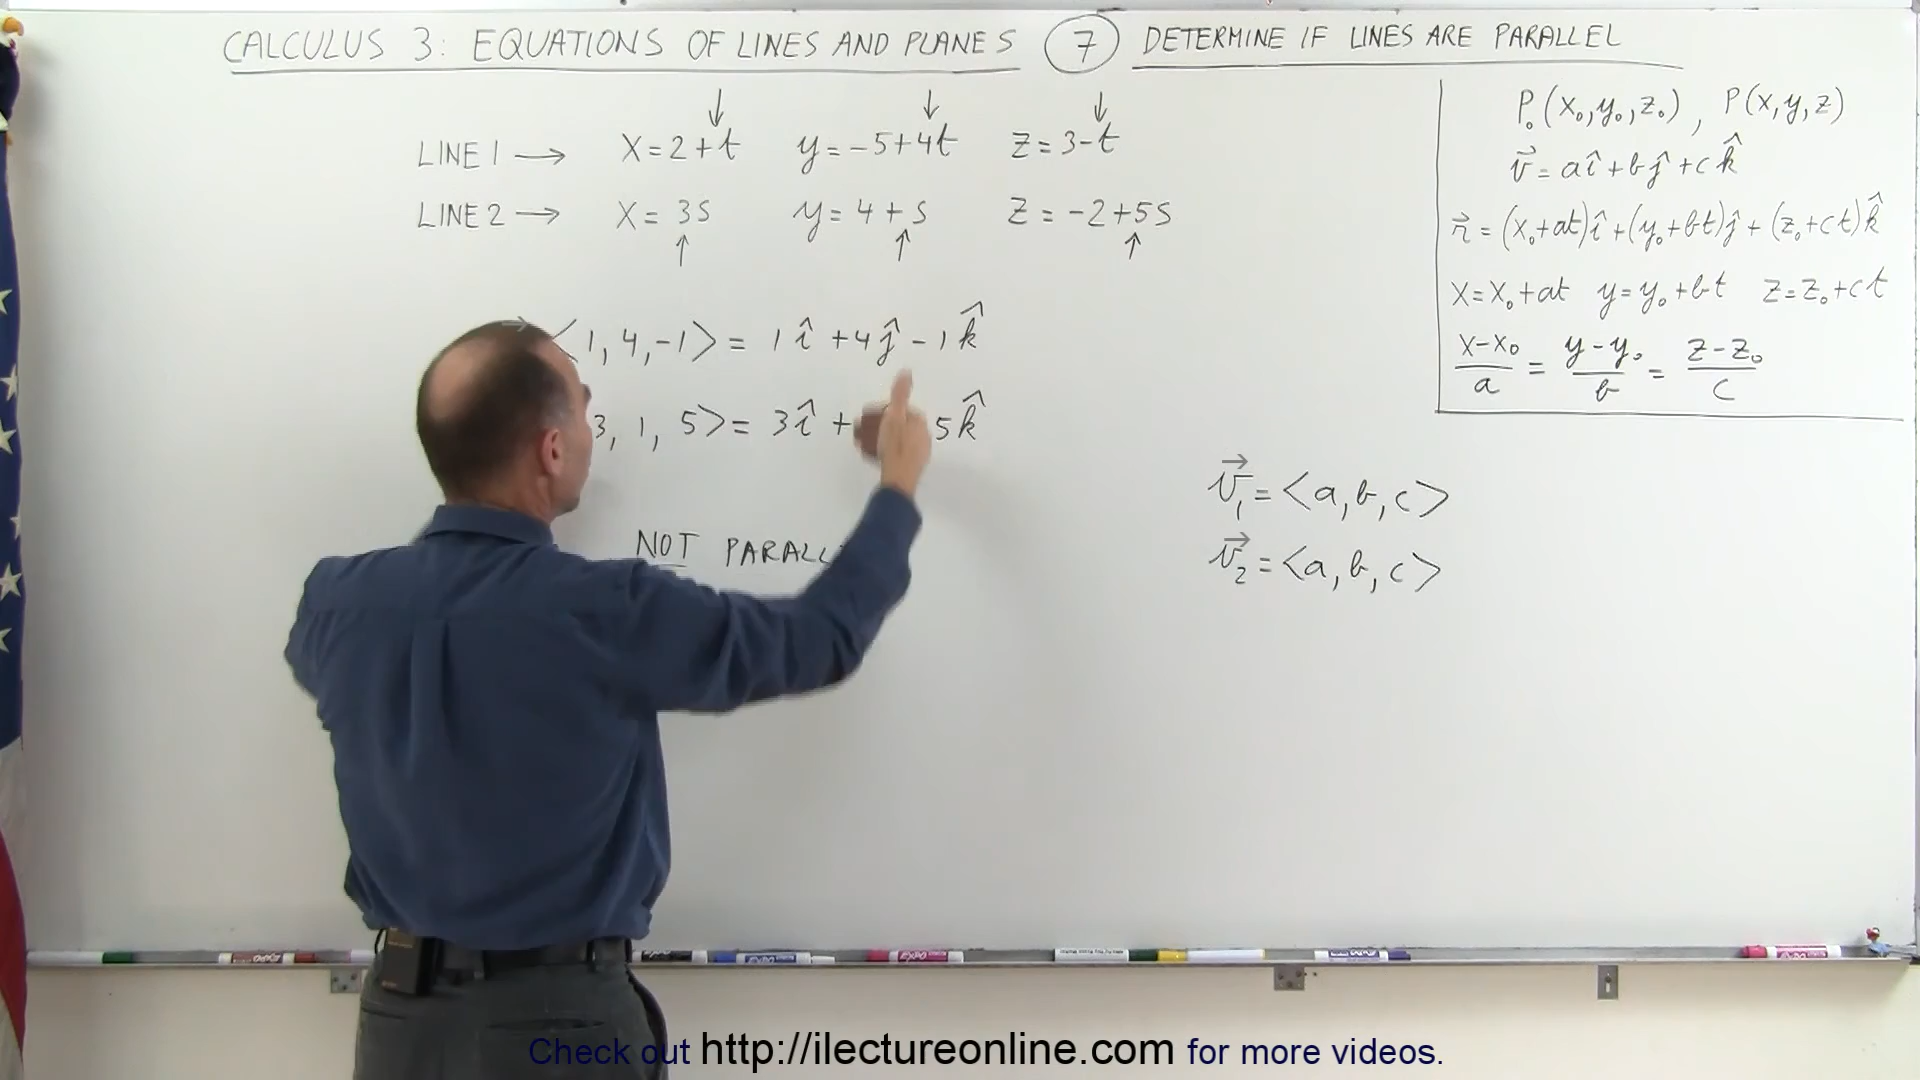 CALCULUS 3: EQUATIONS OF LINES AND PLANES 7 DETERMINE IF LINES ARE PARALLEL
LINE 1 → x = 2 + t y = -5 + 4t z = 3 - t
LINE 2 → x = 3s y = 4 + s z = -2 + 5s
<1, 4, -1> = 1î + 4ĵ - 1k̂
3, 1, 5> = 3î + 5k̂
NOT PARALL
P₀(x₀, y₀, z₀), P(x, y, z)
v⃗ = aî + bĵ + ck̂
r⃗ = (x₀ + at)î + (y₀ + bt)ĵ + (z₀ + ct)k̂
x = x₀ + at y = y₀ + bt z = z₀ + ct
x - x₀ / a = y - y₀ / b = z - z₀ / c
v⃗₁ = <a, b, c>
v⃗₂ = <a, b, c>
Check out http://ilectureonline.com for more videos.